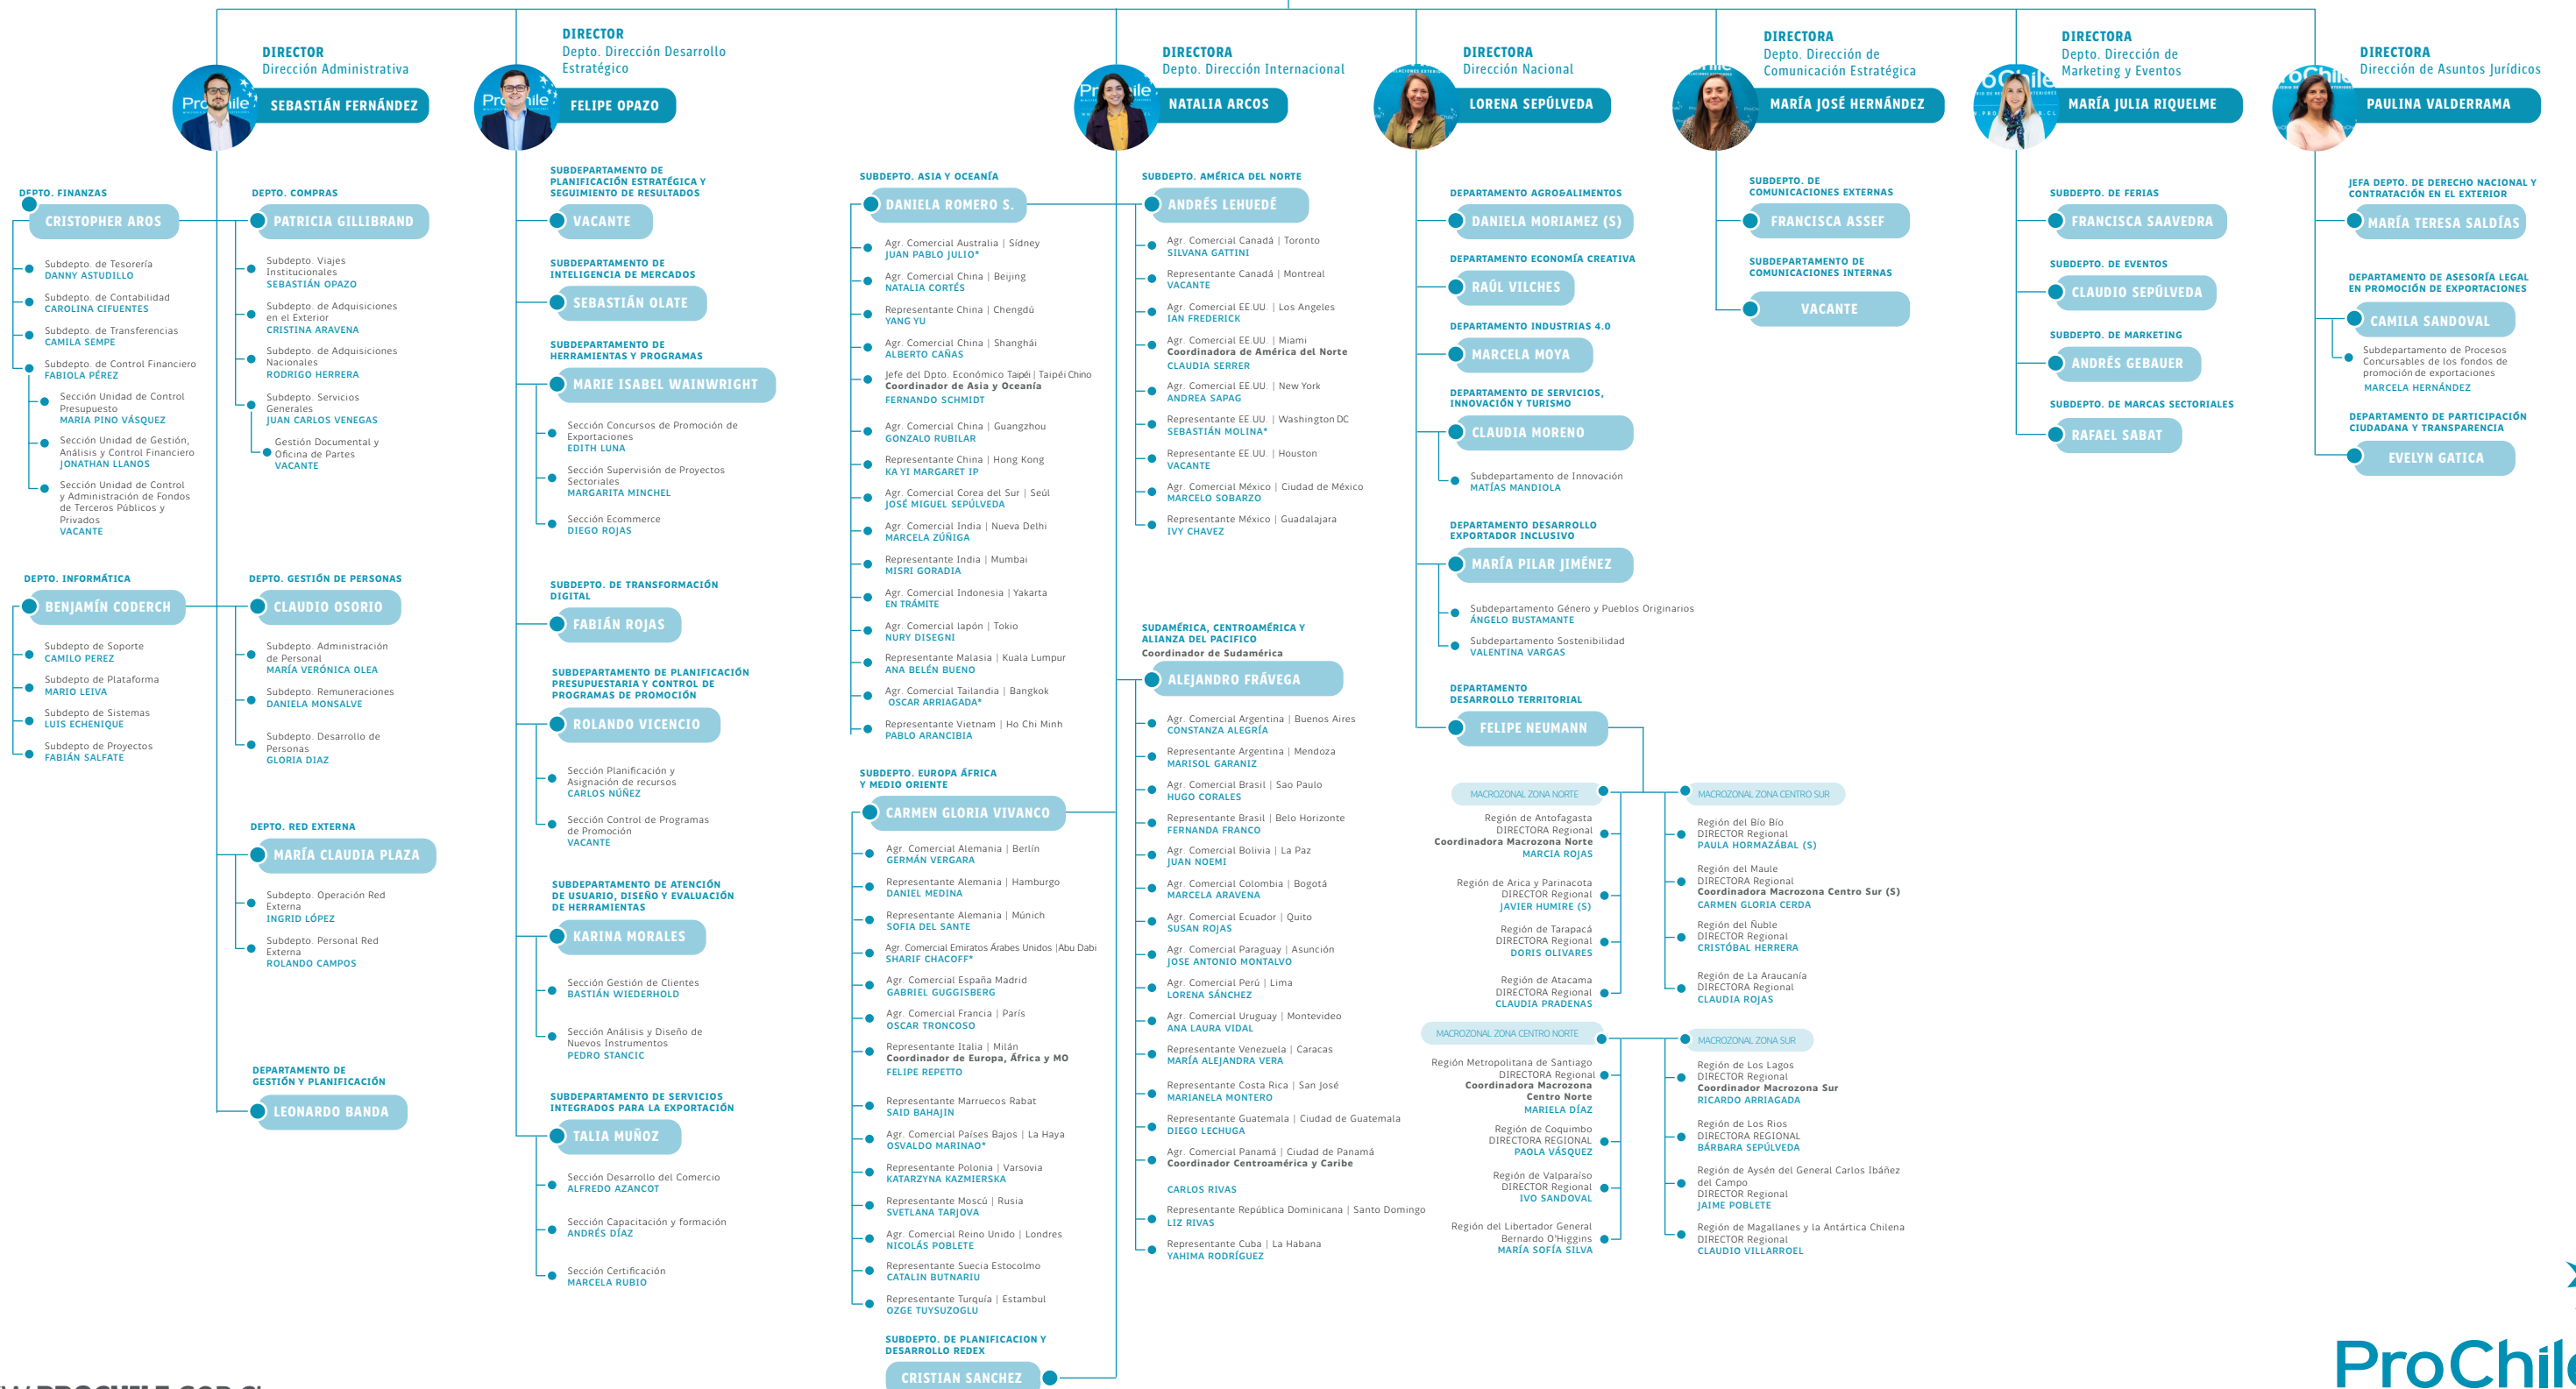 DIRECTOR
Dirección Administrativa
SEBASTIÁN FERNÁNDEZ
DEPTO. FINANZAS
CRISTOPHER AROS
Subdepto. de Tesorería
DANNY ASTUDILLO
Subdepto. de Contabilidad
CAROLINA CIFUENTES
Subdepto. de Transferencias
CAMILA SEMPE
Subdepto. de Control Financiero
FABIOLA PÉREZ
Sección Unidad de Control
Presupuesto
MARIA PINO VÁSQUEZ
Sección Unidad de Gestión,
Análisis y Control Financiero
JONATHAN LLANOS
Sección Unidad de Control
y Administración de Fondos
de Terceros Públicos y
Privados
VACANTE
DEPTO. COMPRAS
PATRICIA GILLIBRAND
Subdepto. Viajes
Institucionales
SEBASTIÁN OPAZO
Subdepto. de Adquisiciones
en el Exterior
CRISTINA ARAVENA
Subdepto. de Adquisiciones
Nacionales
RODRIGO HERRERA
Subdepto. Servicios
Generales
JUAN CARLOS VENEGAS
Gestión Documental y
Oficina de Partes
VACANTE
DEPTO. INFORMÁTICA
BENJAMÍN CODERCH
Subdepto de Soporte
CAMILO PEREZ
Subdepto de Plataforma
MARIO LEIVA
Subdepto de Sistemas
LUIS ECHENIQUE
Subdepto de Proyectos
FABIÁN SALFATE
DEPTO. GESTIÓN DE PERSONAS
CLAUDIO OSORIO
Subdepto. Administración
de Personal
MARÍA VERÓNICA OLEA
Subdepto. Remuneraciones
DANIELA MONSALVE
Subdepto. Desarrollo de
Personas
GLORIA DIAZ
DEPTO. RED EXTERNA
MARÍA CLAUDIA PLAZA
Subdepto. Operación Red
Externa
INGRID LÓPEZ
Subdepto. Personal Red
Externa
ROLANDO CAMPOS
DEPARTAMENTO DE
GESTIÓN Y PLANIFICACIÓN
LEONARDO BANDA
DIRECTOR
Depto. Dirección Desarrollo
Estratégico
FELIPE OPAZO
SUBDEPARTAMENTO DE
PLANIFICACIÓN ESTRATÉGICA Y
SEGUIMIENTO DE RESULTADOS
VACANTE
SUBDEPARTAMENTO DE
INTELIGENCIA DE MERCADOS
SEBASTIÁN OLATE
SUBDEPARTAMENTO DE
HERRAMIENTAS Y PROGRAMAS
MARIE ISABEL WAINWRIGHT
Sección Concursos de Promoción de
Exportaciones
EDITH LUNA
Sección Supervisión de Proyectos
Sectoriales
MARGARITA MINCHEL
Sección Ecommerce
DIEGO ROJAS
SUBDEPTO. DE TRANSFORMACIÓN
DIGITAL
FABIÁN ROJAS
SUBDEPARTAMENTO DE PLANIFICACIÓN
PRESUPUESTARIA Y CONTROL DE
PROGRAMAS DE PROMOCIÓN
ROLANDO VICENCIO
Sección Planificación y
Asignación de recursos
CARLOS NÚÑEZ
Sección Control de Programas
de Promoción
VACANTE
SUBDEPARTAMENTO DE ATENCIÓN
DE USUARIO, DISEÑO Y EVALUACIÓN
DE HERRAMIENTAS
KARINA MORALES
Sección Gestión de Clientes
BASTIÁN WIEDERHOLD
Sección Análisis y Diseño de
Nuevos Instrumentos
PEDRO STANCIC
SUBDEPARTAMENTO DE SERVICIOS
INTEGRADOS PARA LA EXPORTACIÓN
TALIA MUÑOZ
Sección Desarrollo del Comercio
ALFREDO AZANCOT
Sección Capacitación y formación
ANDRÉS DÍAZ
Sección Certificación
MARCELA RUBIO
DIRECTORA
Depto. Dirección Internacional
NATALIA ARCOS
SUBDEPTO. ASIA Y OCEANÍA
DANIELA ROMERO S.
Agr. Comercial Australia | Sídney
JUAN PABLO JULIO*
Agr. Comercial China | Beijing
NATALIA CORTÉS
Representante China | Chengdú
YANG YU
Agr. Comercial China | Shanghái
ALBERTO CAÑAS
Jefe del Dpto. Económico Taipéi | Taipéi Chino
Coordinador de Asia y Oceanía
FERNANDO SCHMIDT
Agr. Comercial China | Guangzhou
GONZALO RUBILAR
Representante China | Hong Kong
KA YI MARGARET IP
Agr. Comercial Corea del Sur | Seúl
JOSÉ MIGUEL SEPÚLVEDA
Agr. Comercial India | Nueva Delhi
MARCELA ZÚÑIGA
Representante India | Mumbai
MISRI GORADIA
Agr. Comercial Indonesia | Yakarta
EN TRÁMITE
Agr. Comercial Iapón | Tokio
NURY DISEGNI
Representante Malasia | Kuala Lumpur
ANA BELÉN BUENO
Agr. Comercial Tailandia | Bangkok
OSCAR ARRIAGADA*
Representante Vietnam | Ho Chi Minh
PABLO ARANCIBIA
SUBDEPTO. EUROPA ÁFRICA
Y MEDIO ORIENTE
CARMEN GLORIA VIVANCO
Agr. Comercial Alemania | Berlín
GERMÁN VERGARA
Representante Alemania | Hamburgo
DANIEL MEDINA
Representante Alemania | Múnich
SOFIA DEL SANTE
Agr. Comercial Emiratos Árabes Unidos |Abu Dabi
SHARIF CHACOFF*
Agr. Comercial España Madrid
GABRIEL GUGGISBERG
Agr. Comercial Francia | París
OSCAR TRONCOSO
Representante Italia | Milán
Coordinador de Europa, África y MO
FELIPE REPETTO
Representante Marruecos Rabat
SAID BAHAJIN
Agr. Comercial Países Bajos | La Haya
OSVALDO MARINAO*
Representante Polonia | Varsovia
KATARZYNA KAZMIERSKA
Representante Moscú | Rusia
SVETLANA TARJOVA
Agr. Comercial Reino Unido | Londres
NICOLÁS POBLETE
Representante Suecia Estocolmo
CATALIN BUTNARIU
Representante Turquía | Estambul
OZGE TUYSUZOGLU
SUBDEPTO. DE PLANIFICACION Y
DESARROLLO REDEX
CRISTIAN SANCHEZ
SUBDEPTO. AMÉRICA DEL NORTE
ANDRÉS LEHUEDÉ
Agr. Comercial Canadá | Toronto
SILVANA GATTINI
Representante Canadá | Montreal
VACANTE
Agr. Comercial EE.UU. | Los Angeles
IAN FREDERICK
Agr. Comercial EE.UU. | Miami
Coordinadora de América del Norte
CLAUDIA SERRER
Agr. Comercial EE.UU. | New York
ANDREA SAPAG
Representante EE.UU. | Washington DC
SEBASTIÁN MOLINA*
Representante EE.UU. | Houston
VACANTE
Agr. Comercial México | Ciudad de México
MARCELO SOBARZO
Representante México | Guadalajara
IVY CHAVEZ
SUDAMÉRICA, CENTROAMÉRICA Y
ALIANZA DEL PACIFICO
Coordinador de Sudamérica
ALEJANDRO FRÁVEGA
Agr. Comercial Argentina | Buenos Aires
CONSTANZA ALEGRÍA
Representante Argentina | Mendoza
MARISOL GARANIZ
Agr. Comercial Brasil | Sao Paulo
HUGO CORALES
Representante Brasil | Belo Horizonte
FERNANDA FRANCO
Agr. Comercial Bolivia | La Paz
JUAN NOEMI
Agr. Comercial Colombia | Bogotá
MARCELA ARAVENA
Agr. Comercial Ecuador | Quito
SUSAN ROJAS
Agr. Comercial Paraguay | Asunción
JOSE ANTONIO MONTALVO
Agr. Comercial Perú | Lima
LORENA SÁNCHEZ
Agr. Comercial Uruguay | Montevideo
ANA LAURA VIDAL
Representante Venezuela | Caracas
MARÍA ALEJANDRA VERA
Representante Costa Rica | San José
MARIANELA MONTERO
Representante Guatemala | Ciudad de Guatemala
DIEGO LECHUGA
Agr. Comercial Panamá | Ciudad de Panamá
Coordinador Centroamérica y Caribe
CARLOS RIVAS
Representante República Dominicana | Santo Domingo
LIZ RIVAS
Representante Cuba | La Habana
YAHIMA RODRÍGUEZ
DIRECTORA
Dirección Nacional
LORENA SEPÚLVEDA
DEPARTAMENTO AGRO&ALIMENTOS
DANIELA MORIAMEZ (S)
DEPARTAMENTO ECONOMÍA CREATIVA
RAÚL VILCHES
DEPARTAMENTO INDUSTRIAS 4.0
MARCELA MOYA
DEPARTAMENTO DE SERVICIOS,
INNOVACIÓN Y TURISMO
CLAUDIA MORENO
Subdepartamento de Innovación
MATÍAS MANDIOLA
DEPARTAMENTO DESARROLLO
EXPORTADOR INCLUSIVO
MARÍA PILAR JIMÉNEZ
Subdepartamento Género y Pueblos Originarios
ÁNGELO BUSTAMANTE
Subdepartamento Sostenibilidad
VALENTINA VARGAS
DEPARTAMENTO
DESARROLLO TERRITORIAL
FELIPE NEUMANN
MACROZONAL ZONA NORTE
Región de Antofagasta
DIRECTORA Regional
Coordinadora Macrozona Norte
MARCIA ROJAS
Región de Arica y Parinacota
DIRECTOR Regional
JAVIER HUMIRE (S)
Región de Tarapacá
DIRECTORA Regional
DORIS OLIVARES
Región de Atacama
DIRECTORA Regional
CLAUDIA PRADENAS
MACROZONAL ZONA CENTRO NORTE
Región Metropolitana de Santiago
DIRECTORA Regional
Coordinadora Macrozona
Centro Norte
MARIELA DÍAZ
Región de Coquimbo
DIRECTORA REGIONAL
PAOLA VÁSQUEZ
Región de Valparaíso
DIRECTOR Regional
IVO SANDOVAL
Región del Libertador General
Bernardo O'Higgins
MARÍA SOFÍA SILVA
MACROZONAL ZONA CENTRO SUR
Región del Bío Bío
DIRECTOR Regional
PAULA HORMAZÁBAL (S)
Región del Maule
DIRECTORA Regional
Coordinadora Macrozona Centro Sur (S)
CARMEN GLORIA CERDA
Región del Ñuble
DIRECTOR Regional
CRISTÓBAL HERRERA
Región de La Araucanía
DIRECTORA Regional
CLAUDIA ROJAS
MACROZONAL ZONA SUR
Región de Los Lagos
DIRECTOR Regional
Coordinador Macrozona Sur
RICARDO ARRIAGADA
Región de Los Rios
DIRECTORA REGIONAL
BÁRBARA SEPÚLVEDA
Región de Aysén del General Carlos Ibáñez
del Campo
DIRECTOR Regional
JAIME POBLETE
Región de Magallanes y la Antártica Chilena
DIRECTOR Regional
CLAUDIO VILLARROEL
DIRECTORA
Depto. Dirección de
Comunicación Estratégica
MARÍA JOSÉ HERNÁNDEZ
SUBDEPTO. DE
COMUNICACIONES EXTERNAS
FRANCISCA ASSEF
SUBDEPARTAMENTO DE
COMUNICACIONES INTERNAS
VACANTE
DIRECTORA
Depto. Dirección de
Marketing y Eventos
MARÍA JULIA RIQUELME
SUBDEPTO. DE FERIAS
FRANCISCA SAAVEDRA
SUBDEPTO. DE EVENTOS
CLAUDIO SEPÚLVEDA
SUBDEPTO. DE MARKETING
ANDRÉS GEBAUER
SUBDEPTO. DE MARCAS SECTORIALES
RAFAEL SABAT
DIRECTORA
Dirección de Asuntos Jurídicos
PAULINA VALDERRAMA
JEFA DEPTO. DE DERECHO NACIONAL Y
CONTRATACIÓN EN EL EXTERIOR
MARÍA TERESA SALDÍAS
DEPARTAMENTO DE ASESORÍA LEGAL
EN PROMOCIÓN DE EXPORTACIONES
CAMILA SANDOVAL
Subdepartamento de Procesos
Concursables de los fondos de
promoción de exportaciones
MARCELA HERNÁNDEZ
DEPARTAMENTO DE PARTICIPACIÓN
CIUDADANA Y TRANSPARENCIA
EVELYN GATICA
ProChile